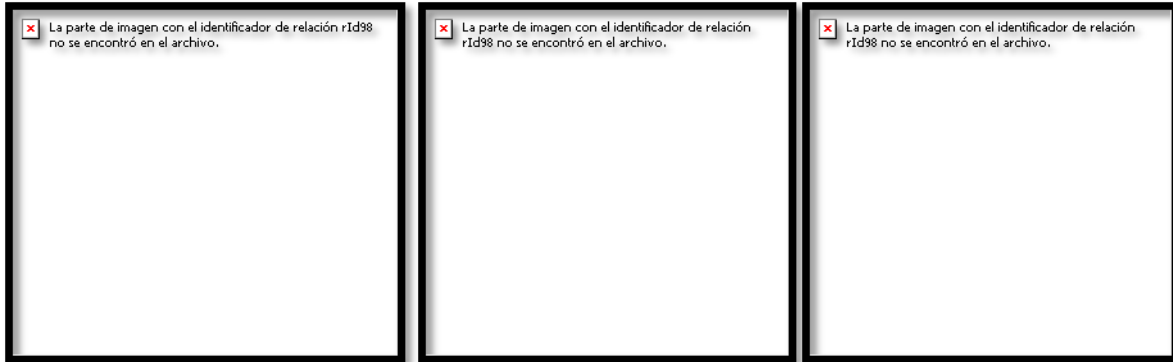 La parte de imagen con el identificador de relación rId98
no se encontró en el archivo.
La parte de imagen con el identificador de relación
rId98 no se encontró en el archivo.
La parte de imagen con el identificador de relación
rId98 no se encontró en el archivo.